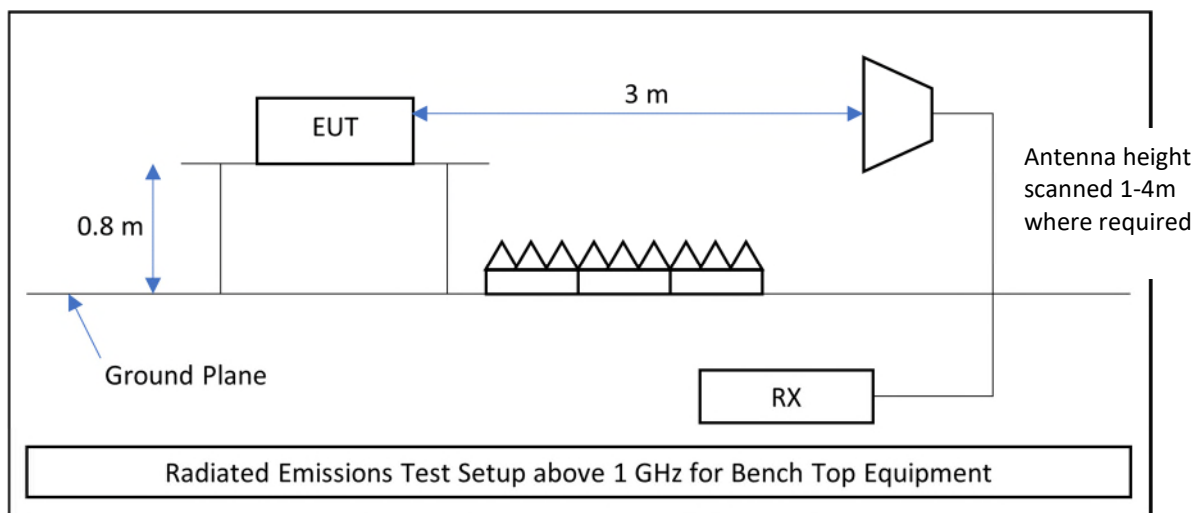 3 m
EUT
Antenna height
scanned 1-4m
where required
0.8 m
Ground Plane
RX
Radiated Emissions Test Setup above 1 GHz for Bench Top Equipment